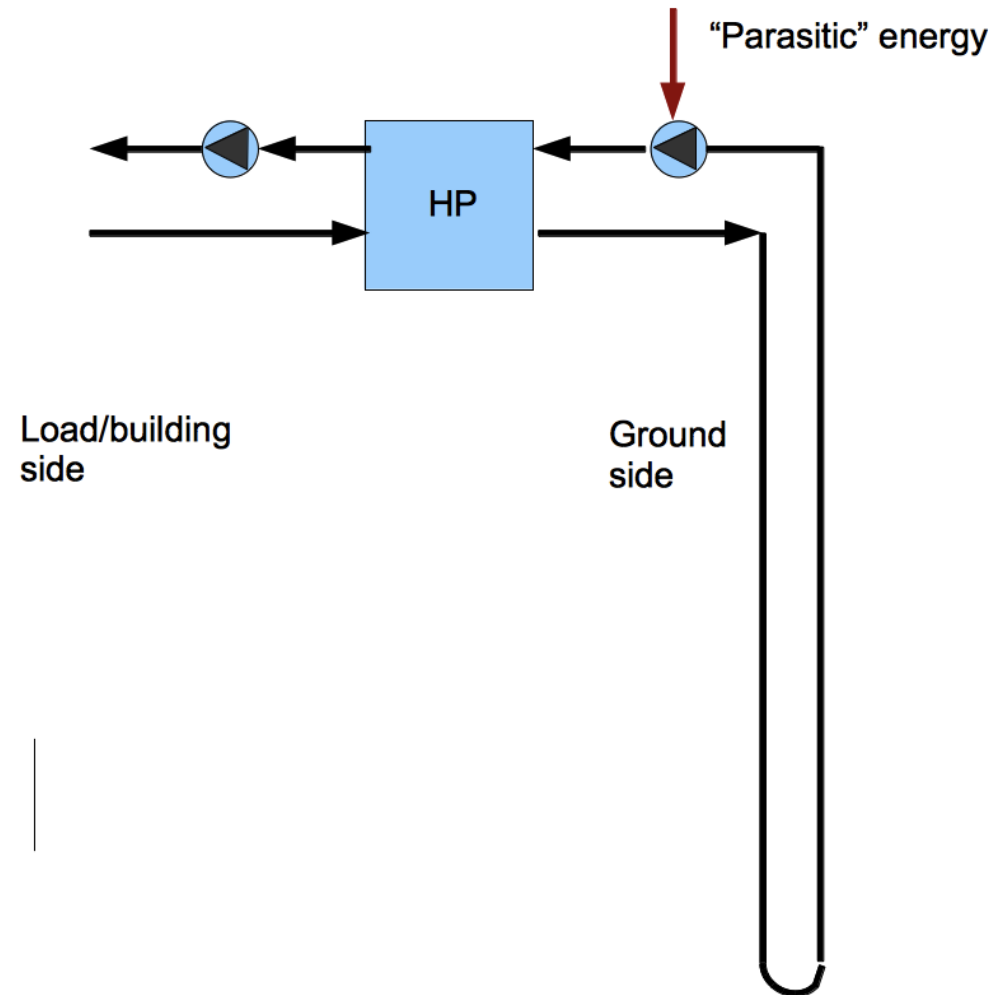 “Parasitic” energy
HP
Load/building
side
Ground
side